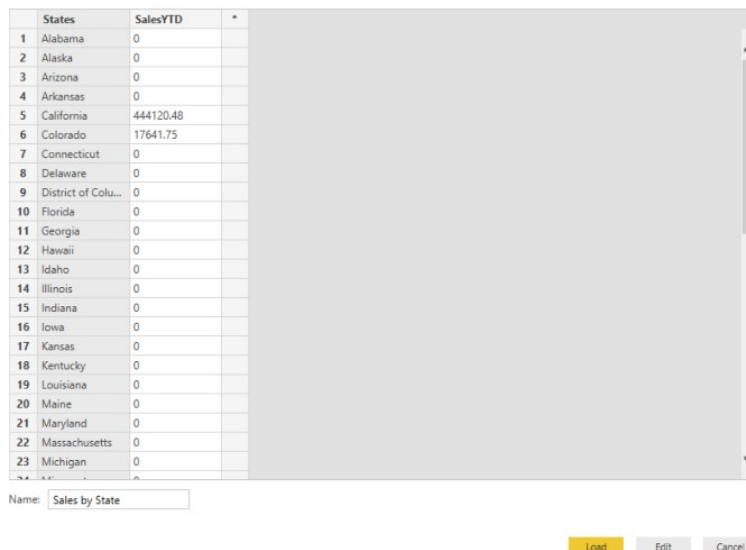 States SalesYTD *
1 Alabama 0
2 Alaska 0
3 Arizona 0
4 Arkansas 0
5 California 444120.48
6 Colorado 17641.75
7 Connecticut 0
8 Delaware 0
9 District of Colu... 0
10 Florida 0
11 Georgia 0
12 Hawaii 0
13 Idaho 0
14 Illinois 0
15 Indiana 0
16 Iowa 0
17 Kansas 0
18 Kentucky 0
19 Louisiana 0
20 Maine 0
21 Maryland 0
22 Massachusetts 0
23 Michigan 0
Name: Sales by State
Load Edit Cancel